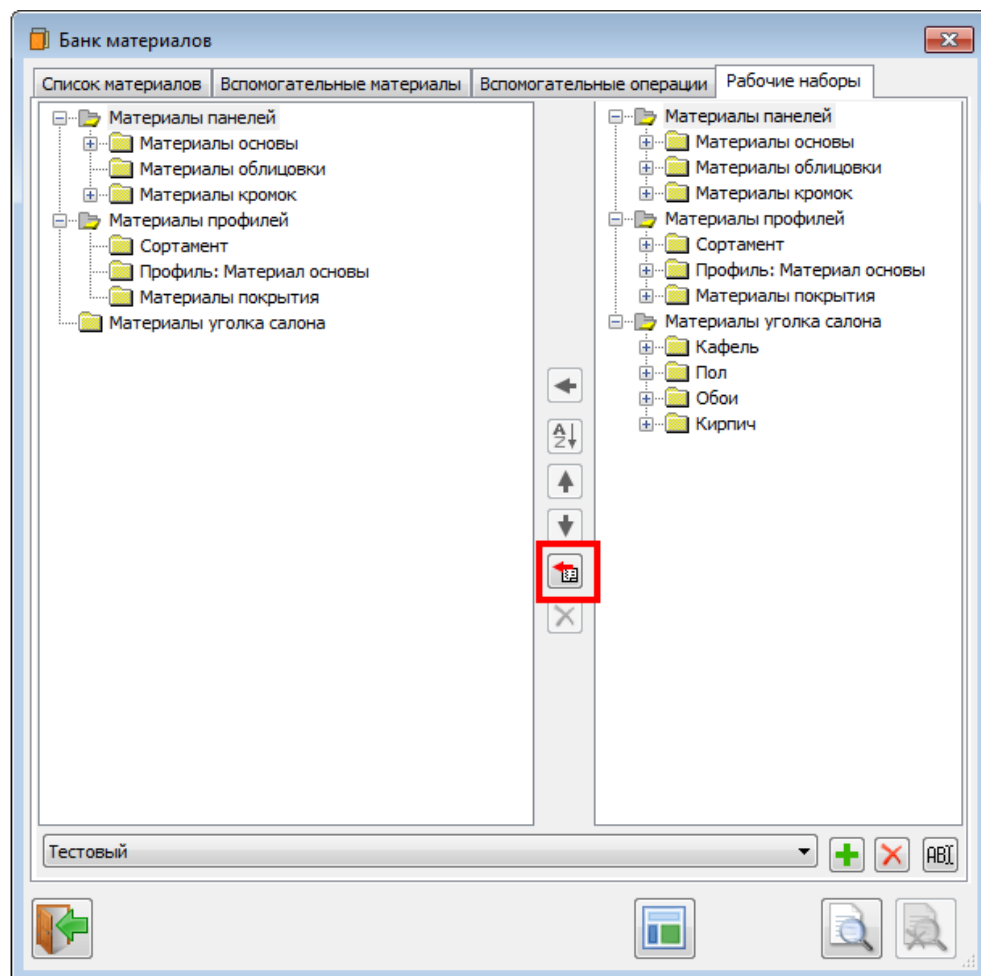 Банк материалов
Список материалов Вспомогательные материалы Вспомогательные операции Рабочие наборы
Материалы панелей
Материалы основы
Материалы облицовки
Материалы кромок
Материалы профилей
Сортамент
Профиль: Материал основы
Материалы покрытия
Материалы уголка салона
Материалы панелей
Материалы основы
Материалы облицовки
Материалы кромок
Материалы профилей
Сортамент
Профиль: Материал основы
Материалы покрытия
Материалы уголка салона
Кафель
Пол
Обои
Кирпич
A
Z
Тестовый
ABI